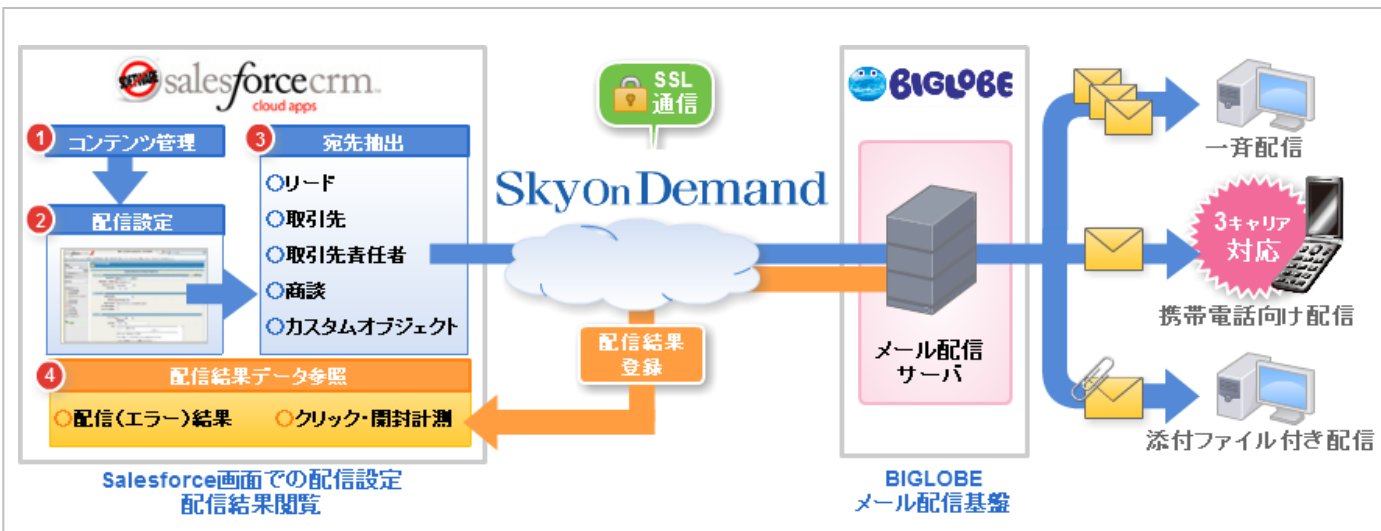 SOFTWARE
salesforcecrm
cloud apps
1 コンテンツ管理
2 配信設定
3 宛先抽出
○リード
○取引先
○取引先責任者
○商談
○カスタムオブジェクト
4 配信結果データ参照
○配信(エラー)結果 ○クリック・開封計測
Salesforce画面での配信設定
配信結果閲覧
SSL
通信
Sky On Demand
配信結果
登録
BIGLOBE
メール配信
サーバ
BIGLOBE
メール配信基盤
一斉配信
3キャリア
対応
携帯電話向け配信
添付ファイル付き配信